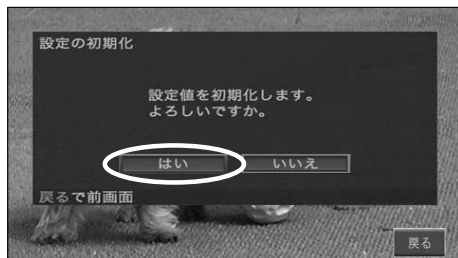 設定の初期化
設定値を初期化します。
よろしいですか。
はい いいえ
戻るで前画面
戻る